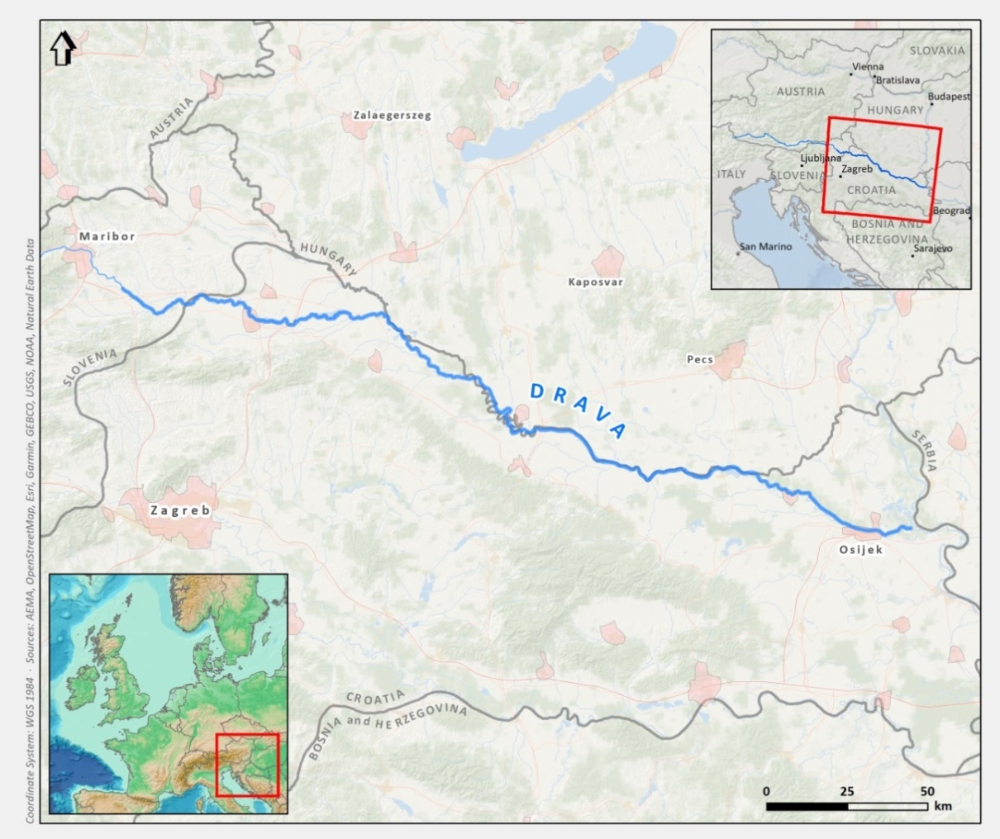 AUSTRIA
Zalaegerszeg
Maribor
HUNGARY
Kaposvar
SLOVENIA
Pecs
DRAVA
SERBIA
Zagreb
Osijek
CROATIA
BOSNIA and HERZEGOVINA
SLOVAKIA
Vienna
Bratislava
AUSTRIA
Budapest
HUNGARY
Ljubljana
Zagreb
ITALY
SLOVENIA
CROATIA
Beograd
BOSNIA AND
HERZEGOVINA
San Marino
Sarajevo
0 25 50
km
Coordinate System: WGS 1984 · Sources: AEMA, OpenStreetMap, Esri, Garmin, GEBCO, USGS, NOAA, Natural Earth Data